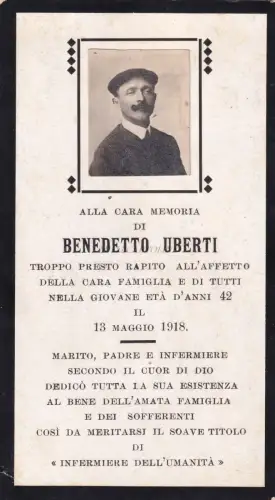 ALLA CARA MEMORIA
DI
BENEDETTO UBERTI
TROPPO PRESTO RAPITO ALL'AFFETTO
DELLA CARA FAMIGLIA E DI TUTTI
NELLA GIOVANE ETÀ D'ANNI 42
IL
13 MAGGIO 1918.
MARITO, PADRE E INFERMIERE
SECONDO IL CUOR DI DIO
DEDICÒ TUTTA LA SUA ESISTENZA
AL BENE DELL'AMATA FAMIGLIA
E DEI SOFFERENTI
COSÌ DA MERITARSI IL SOAVE TITOLO
DI
« INFERMIERE DELL'UMANITÀ »